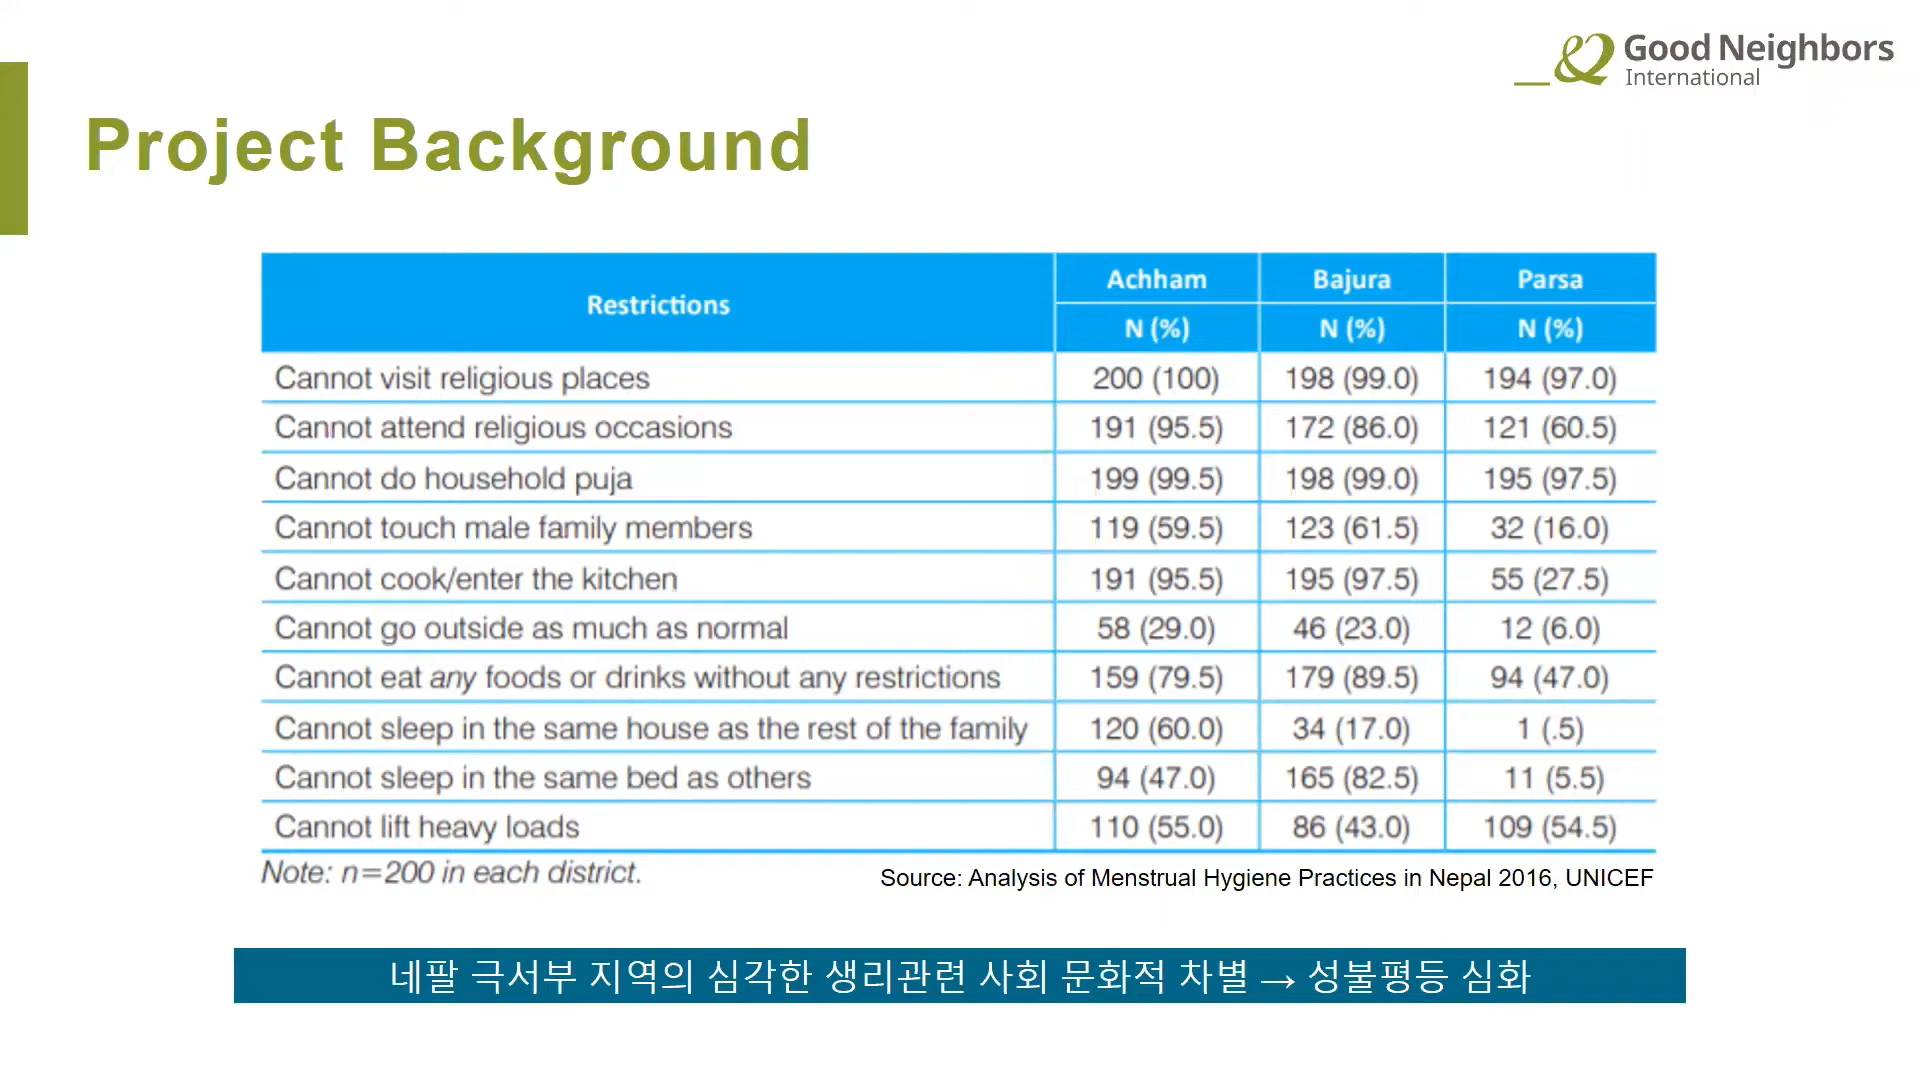 Good Neighbors
International
Project Background
Restrictions Achham Bajura Parsa
N (%) N (%) N (%)
Cannot visit religious places 200 (100) 198 (99.0) 194 (97.0)
Cannot attend religious occasions 191 (95.5) 172 (86.0) 121 (60.5)
Cannot do household puja 199 (99.5) 198 (99.0) 195 (97.5)
Cannot touch male family members 119 (59.5) 123 (61.5) 32 (16.0)
Cannot cook/enter the kitchen 191 (95.5) 195 (97.5) 55 (27.5)
Cannot go outside as much as normal 58 (29.0) 46 (23.0) 12 (6.0)
Cannot eat any foods or drinks without any restrictions 159 (79.5) 179 (89.5) 94 (47.0)
Cannot sleep in the same house as the rest of the family 120 (60.0) 34 (17.0) 1 (.5)
Cannot sleep in the same bed as others 94 (47.0) 165 (82.5) 11 (5.5)
Cannot lift heavy loads 110 (55.0) 86 (43.0) 109 (54.5)
Note: n=200 in each district.
Source: Analysis of Menstrual Hygiene Practices in Nepal 2016, UNICEF
네팔 극서부 지역의 심각한 생리관련 사회 문화적 차별 → 성불평등 심화